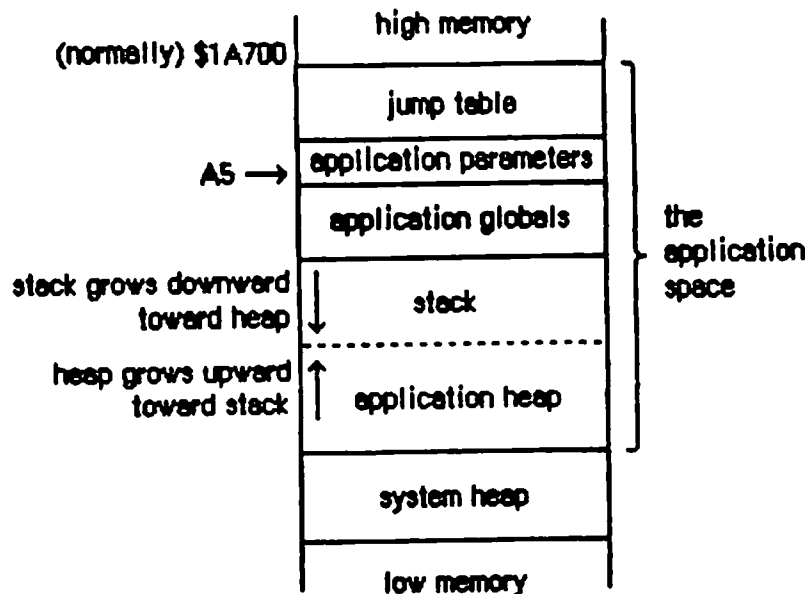 high memory
(normally) $1A700
jump table
A5 →
application parameters
application globals
the
application
space
stack grows downward
toward heap
stack
heap grows upward
toward stack
application heap
system heap
low memory